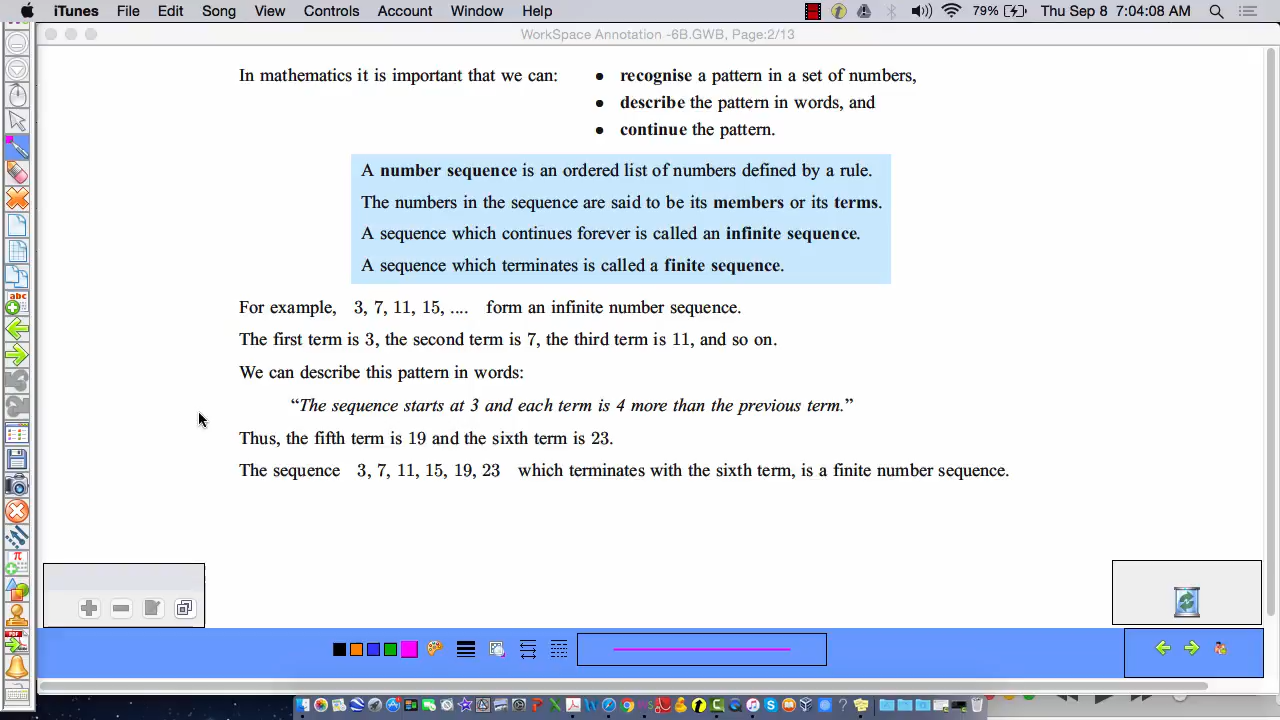 iTunes File Edit Song View Controls Account Window Help 79% Thu Sep 8 7:04:08 AM
WorkSpace Annotation -6B.GWB, Page:2/13
In mathematics it is important that we can: • recognise a pattern in a set of numbers,
• describe the pattern in words, and
• continue the pattern.
A number sequence is an ordered list of numbers defined by a rule.
The numbers in the sequence are said to be its members or its terms.
A sequence which continues forever is called an infinite sequence.
A sequence which terminates is called a finite sequence.
For example, 3, 7, 11, 15, .... form an infinite number sequence.
The first term is 3, the second term is 7, the third term is 11, and so on.
We can describe this pattern in words:
“The sequence starts at 3 and each term is 4 more than the previous term.”
Thus, the fifth term is 19 and the sixth term is 23.
The sequence 3, 7, 11, 15, 19, 23 which terminates with the sixth term, is a finite number sequence.
abc
π
PDF